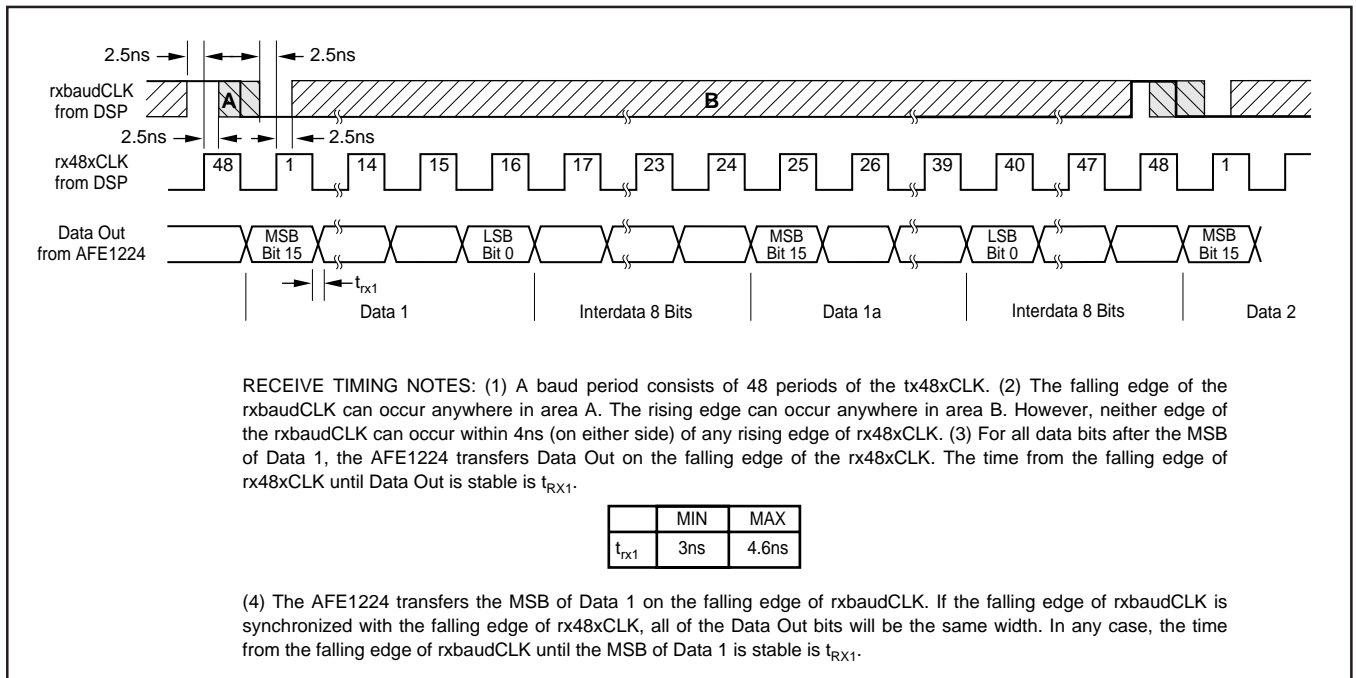 2.5ns 2.5ns
rxbaudCLK
from DSP
A B
2.5ns 2.5ns
rx48xCLK
from DSP
48 1 14 15 16 17 23 24 25 26 39 40 47 48 1
Data Out
from AFE1224
MSB
Bit 15
LSB
Bit 0
MSB
Bit 15
LSB
Bit 0
MSB
Bit 15
trx1
Data 1 Interdata 8 Bits Data 1a Interdata 8 Bits Data 2
RECEIVE TIMING NOTES: (1) A baud period consists of 48 periods of the tx48xCLK. (2) The falling edge of the
rxbaudCLK can occur anywhere in area A. The rising edge can occur anywhere in area B. However, neither edge of
the rxbaudCLK can occur within 4ns (on either side) of any rising edge of rx48xCLK. (3) For all data bits after the MSB
of Data 1, the AFE1224 transfers Data Out on the falling edge of the rx48xCLK. The time from the falling edge of
rx48xCLK until Data Out is stable is tRX1.
MIN MAX
trx1 3ns 4.6ns
(4) The AFE1224 transfers the MSB of Data 1 on the falling edge of rxbaudCLK. If the falling edge of rxbaudCLK is
synchronized with the falling edge of rx48xCLK, all of the Data Out bits will be the same width. In any case, the time
from the falling edge of rxbaudCLK until the MSB of Data 1 is stable is tRX1.